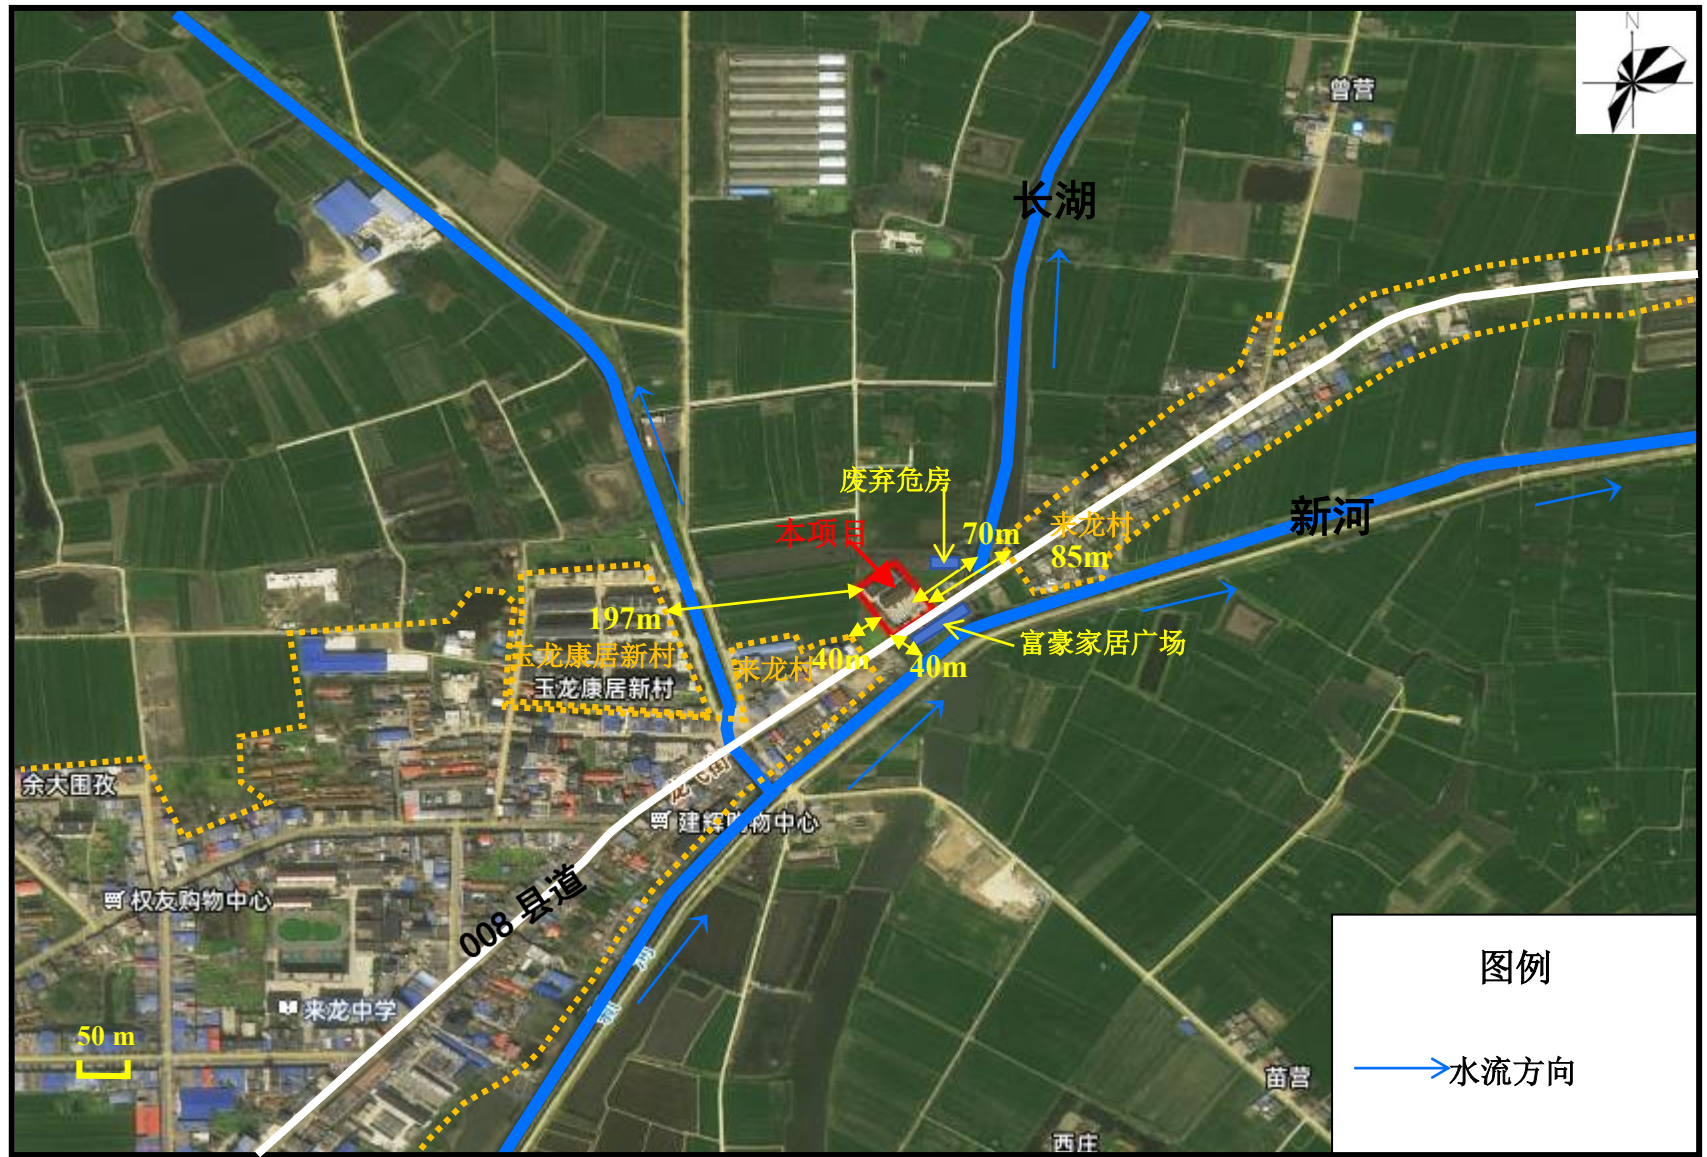 N
曾营
长湖
废弃危房
本项目
70m
来龙村
85m
新河
197m
玉龙康居新村
玉龙康居新村
来龙村
40m
40m
富豪家居广场
余大围孜
建辉购物中心
权友购物中心
008 县道
来龙中学
50 m
苗营
西庄
图例
水流方向